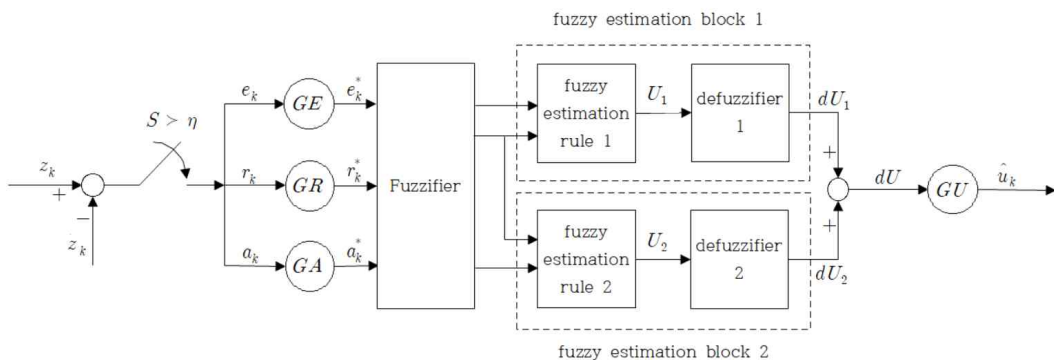 fuzzy estimation block 1
S > η
z_k
+
−
z_k
e_k
GE
e_k^*
r_k
GR
r_k^*
a_k
GA
a_k^*
Fuzzifier
fuzzy
estimation
rule 1
U_1
defuzzifier
1
dU_1
+
fuzzy
estimation
rule 2
U_2
defuzzifier
2
dU_2
+
dU
GU
û_k
fuzzy estimation block 2